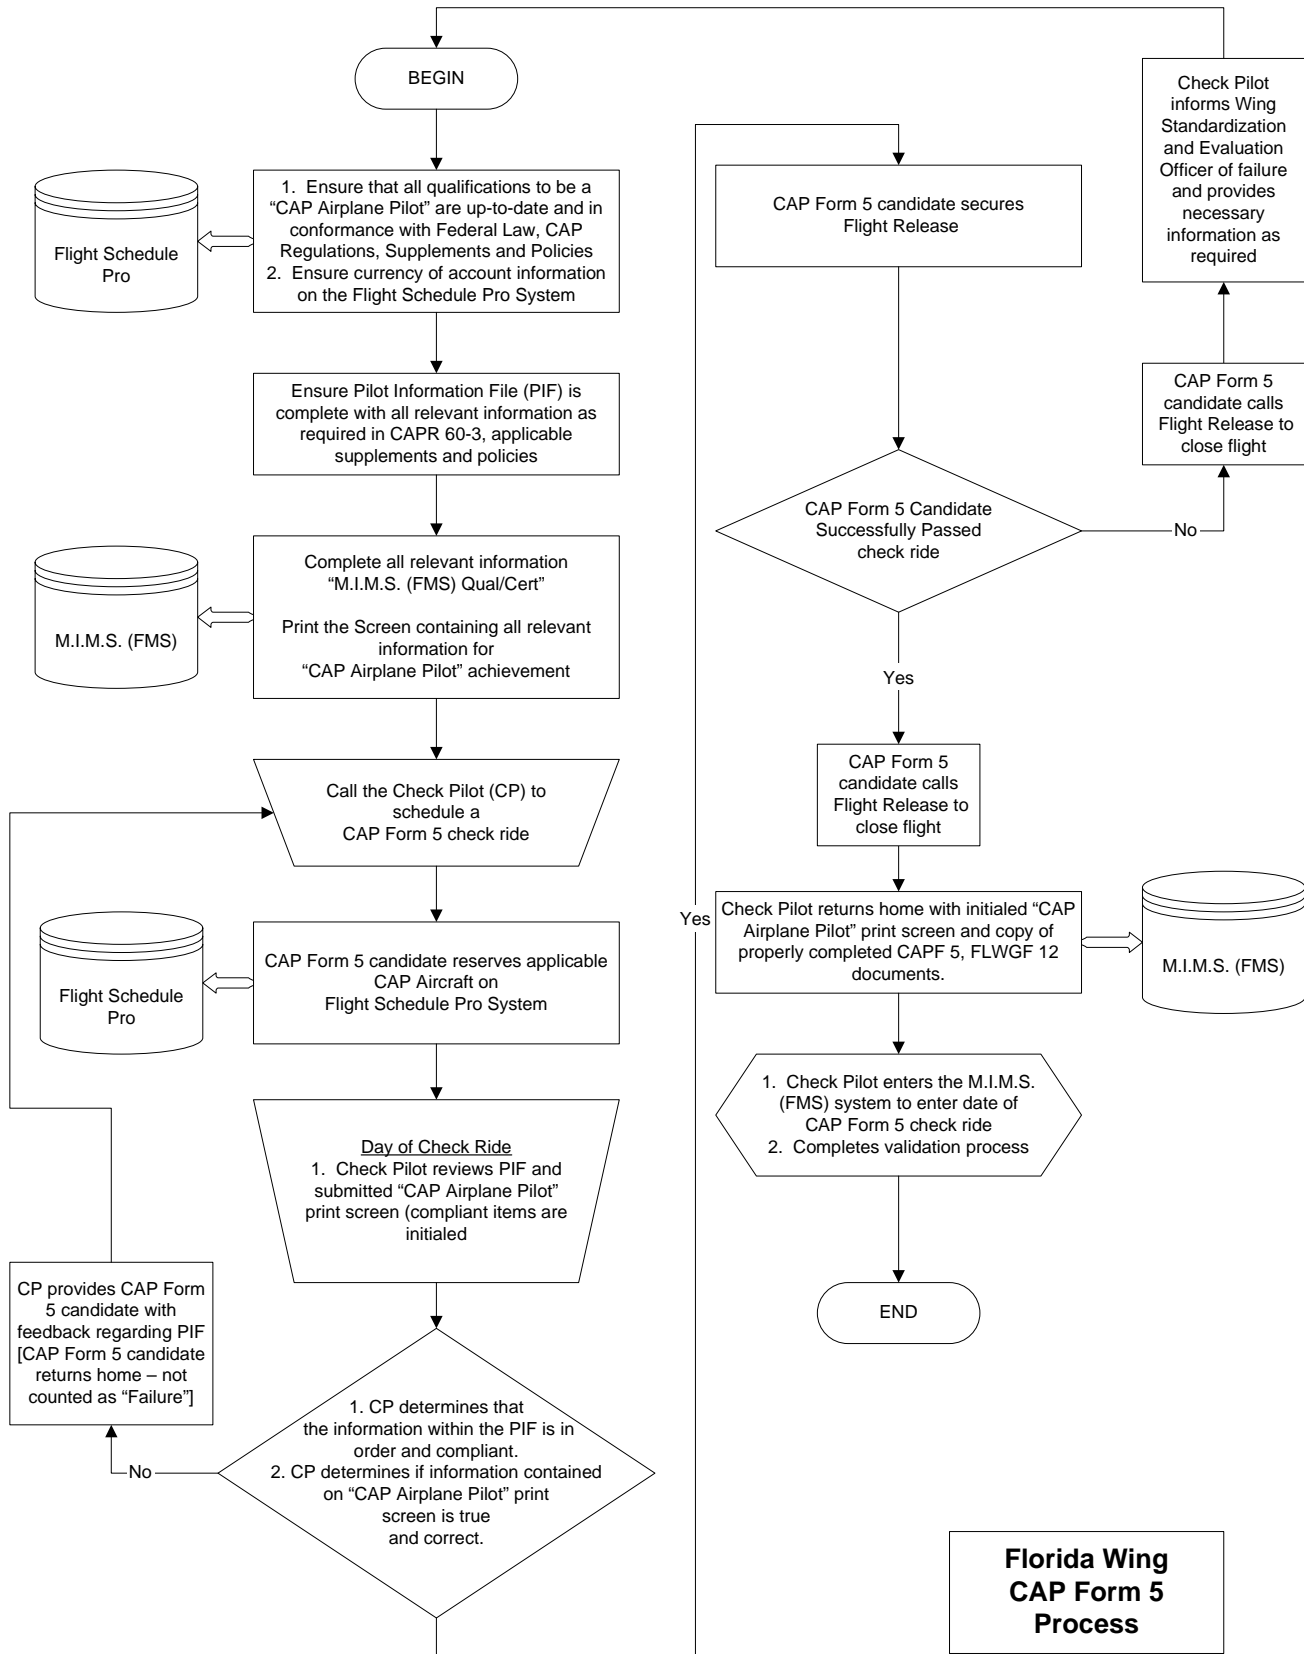 BEGIN
Flight Schedule
Pro
1. Ensure that all qualifications to be a
“CAP Airplane Pilot” are up-to-date and in
conformance with Federal Law, CAP
Regulations, Supplements and Policies
2. Ensure currency of account information
on the Flight Schedule Pro System
Ensure Pilot Information File (PIF) is
complete with all relevant information as
required in CAPR 60-3, applicable
supplements and policies
M.I.M.S. (FMS)
Complete all relevant information
“M.I.M.S. (FMS) Qual/Cert”
Print the Screen containing all relevant
information for
“CAP Airplane Pilot” achievement
Call the Check Pilot (CP) to
schedule a
CAP Form 5 check ride
Flight Schedule
Pro
CAP Form 5 candidate reserves applicable
CAP Aircraft on
Flight Schedule Pro System
Day of Check Ride
1. Check Pilot reviews PIF and
submitted “CAP Airplane Pilot”
print screen (compliant items are
initialed
CP provides CAP Form
5 candidate with
feedback regarding PIF
[CAP Form 5 candidate
returns home – not
counted as “Failure”]
No
1. CP determines that
the information within the PIF is in
order and compliant.
2. CP determines if information contained
on “CAP Airplane Pilot” print
screen is true
and correct.
Yes
CAP Form 5 candidate secures
Flight Release
CAP Form 5 Candidate
Successfully Passed
check ride
No
CAP Form 5
candidate calls
Flight Release to
close flight
Check Pilot
informs Wing
Standardization
and Evaluation
Officer of failure
and provides
necessary
information as
required
Yes
CAP Form 5
candidate calls
Flight Release to
close flight
Check Pilot returns home with initialed “CAP
Airplane Pilot” print screen and copy of
properly completed CAPF 5, FLWGF 12
documents.
M.I.M.S. (FMS)
1. Check Pilot enters the M.I.M.S.
(FMS) system to enter date of
CAP Form 5 check ride
2. Completes validation process
END
Florida Wing
CAP Form 5
Process